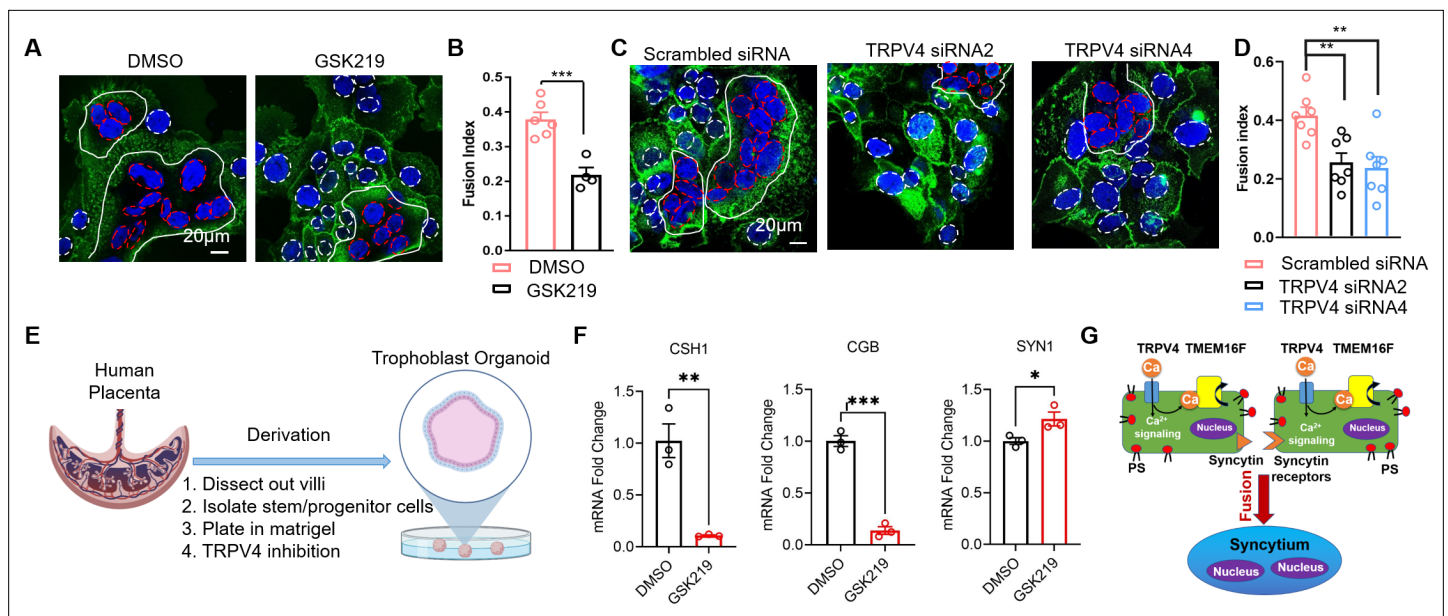 A
DMSO
GSK219
20μm
B
Fusion Index
0.5
0.4
0.3
0.2
0.1
0.0
***
DMSO
GSK219
C
Scrambled siRNA
TRPV4 siRNA2
TRPV4 siRNA4
20μm
D
Fusion index
0.6
0.4
0.2
0.0
**
**
Scrambled siRNA
TRPV4 siRNA2
TRPV4 siRNA4
E
Human
Placenta
Derivation
1. Dissect out villi
2. Isolate stem/progenitor cells
3. Plate in matrigel
4. TRPV4 inhibition
Trophoblast Organoid
F
CSH1
mRNA Fold Change
1.5
1.0
0.5
0.0
**
DMSO
GSK219
CGB
mRNA Fold Change
1.5
1.0
0.5
0.0
***
DMSO
GSK219
SYN1
mRNA Fold Change
1.5
1.0
0.5
0.0
*
DMSO
GSK219
G
TRPV4 TMEM16F
Ca
Ca
Ca²⁺
signaling
Nucleus
PS
Syncytin
TRPV4 TMEM16F
Ca
Ca
Ca²⁺
signaling
Nucleus
Syncytin
receptors
PS
Fusion
Syncytium
Nucleus
Nucleus